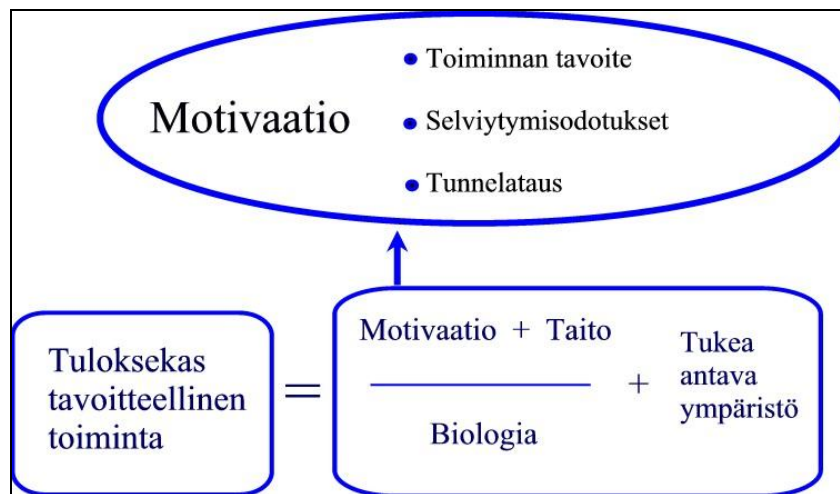 Motivaatio
• Toiminnan tavoite
• Selviytymisodotukset
• Tunnelataus
Tuloksekas
tavoitteellinen
toiminta
=
Motivaatio + Taito
Biologia
+
Tukea
antava
ympäristö